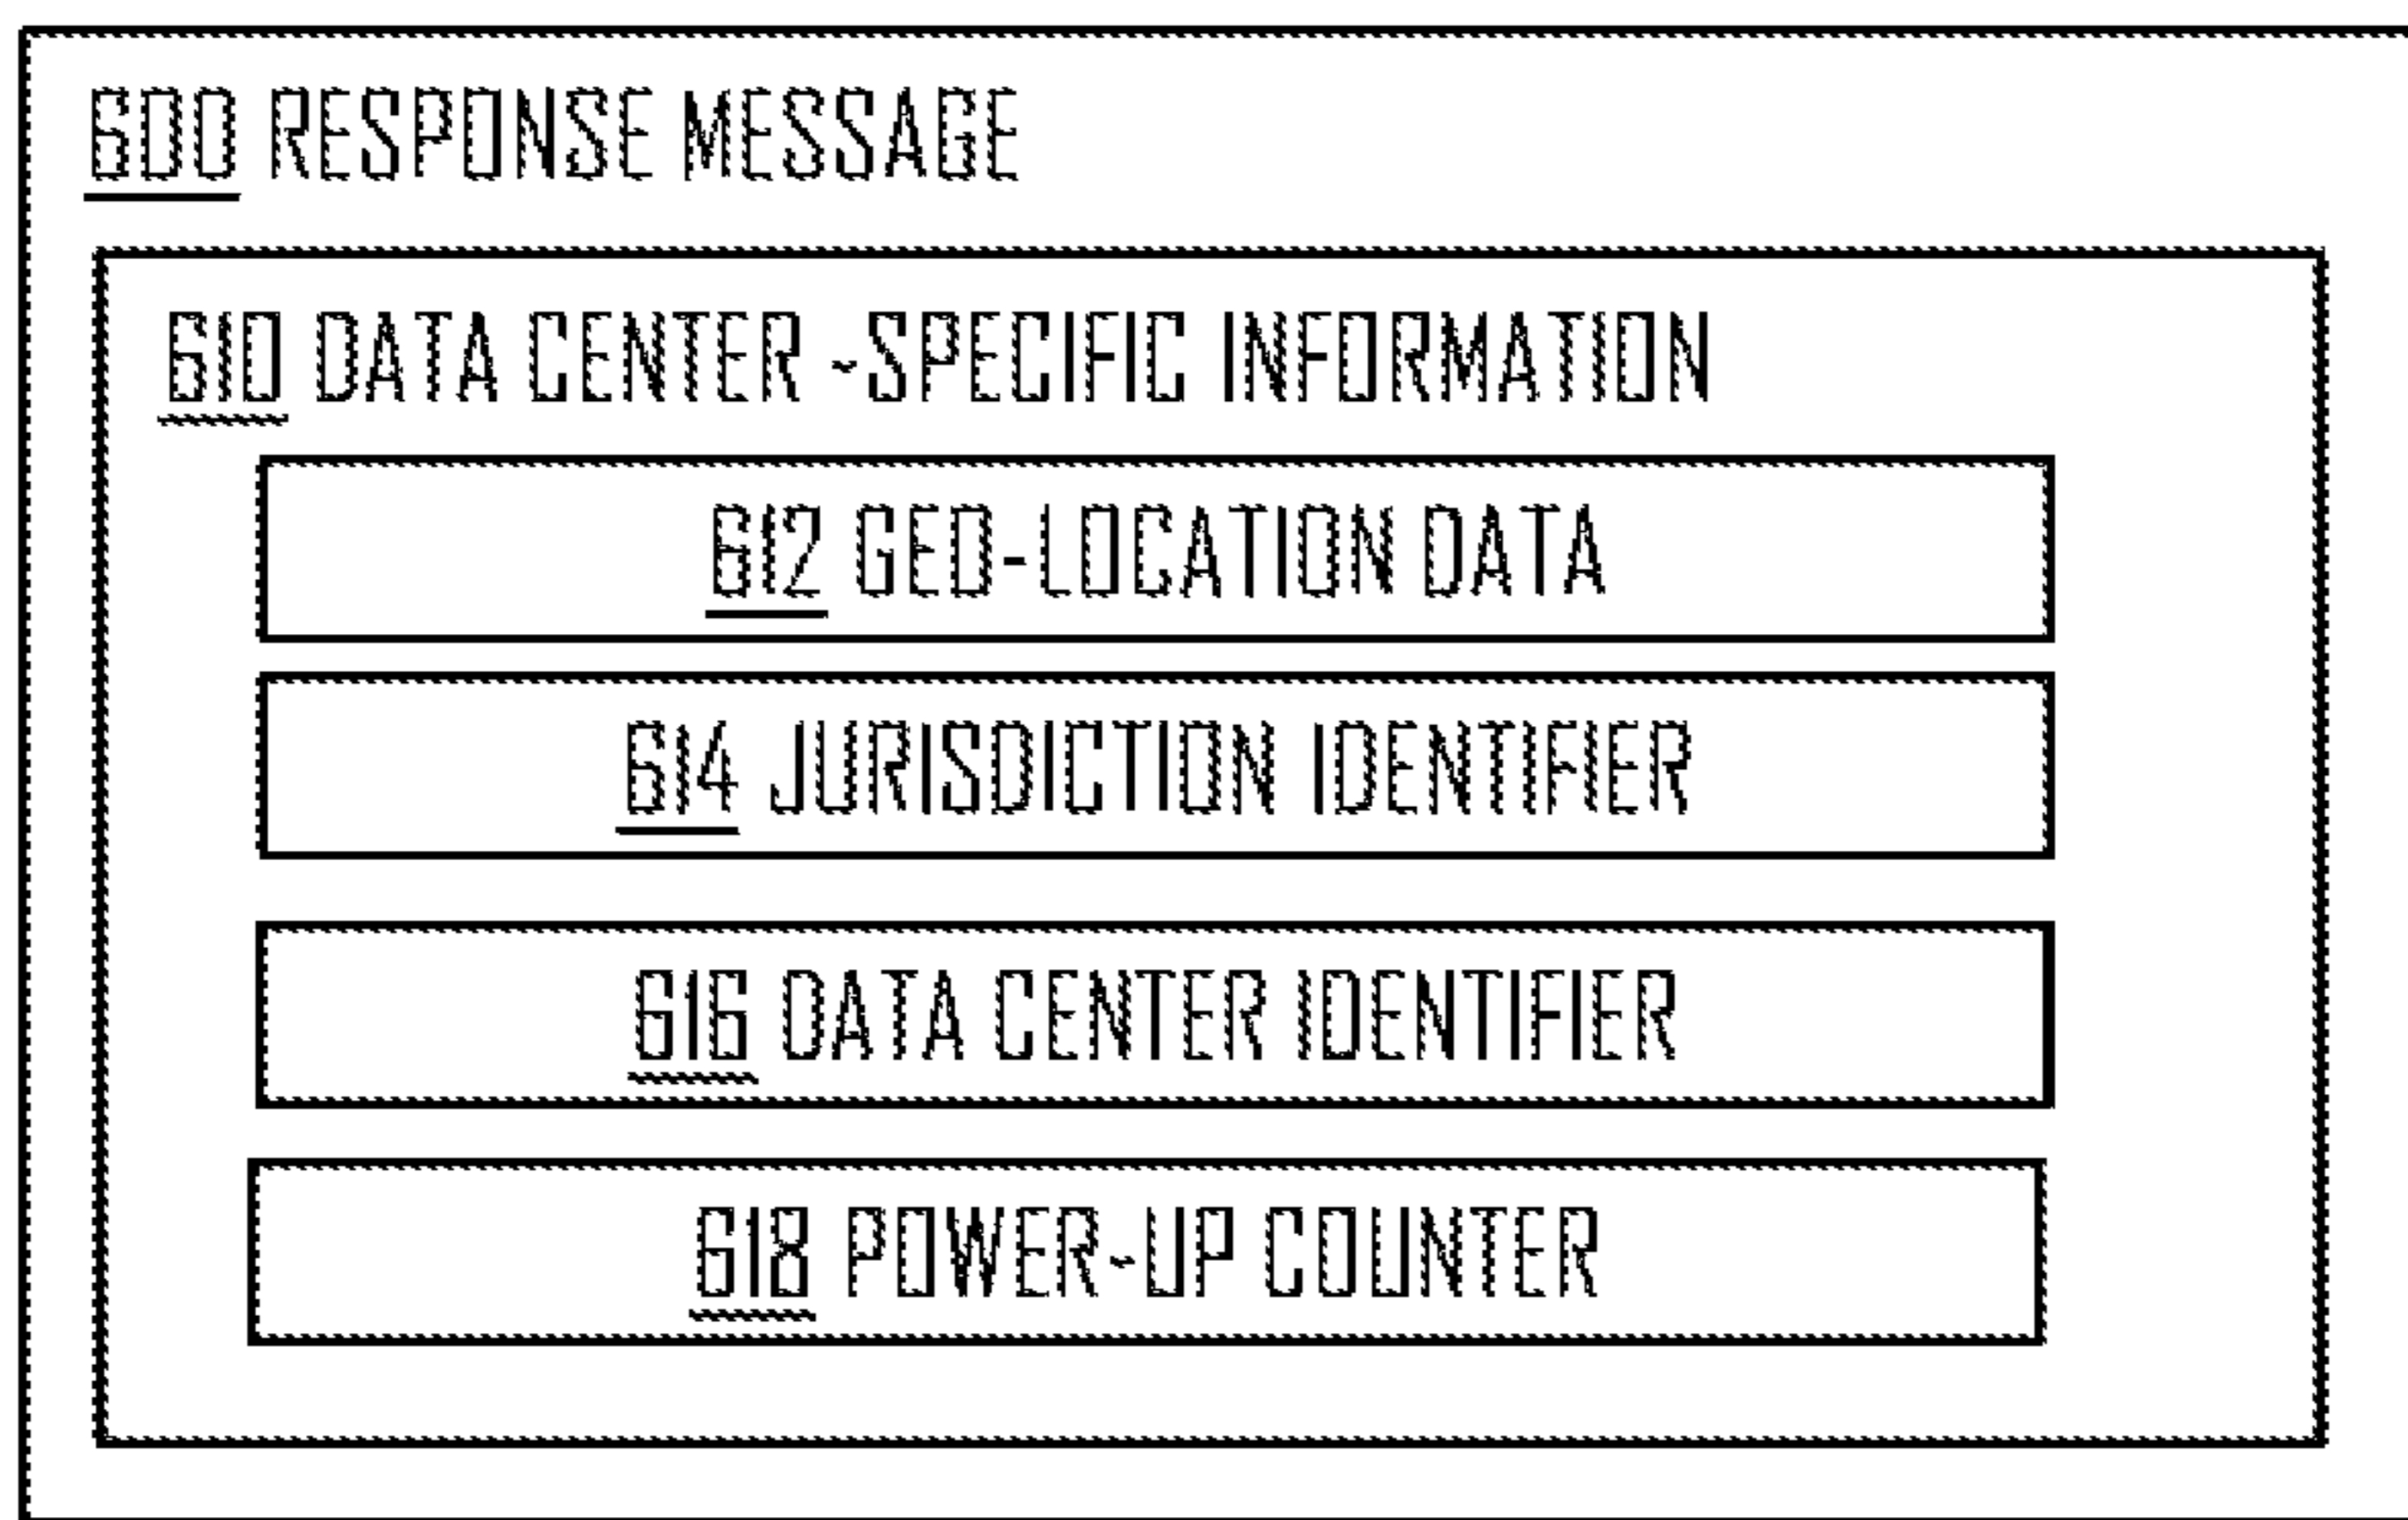 600 RESPONSE MESSAGE
610 DATA CENTER-SPECIFIC INFORMATION
612 GEO-LOCATION DATA
614 JURISDICTION IDENTIFIER
616 DATA CENTER IDENTIFIER
618 POWER-UP COUNTER